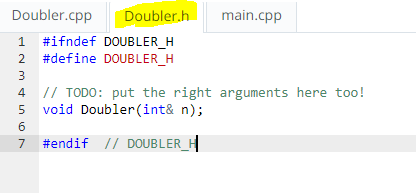 Doubler.cpp Doubler.h main.cpp
1 #ifndef DOUBLER_H
2 #define DOUBLER_H
3
4 // TODO: put the right arguments here too!
5 void Doubler(int& n);
6
7 #endif  // DOUBLER_H